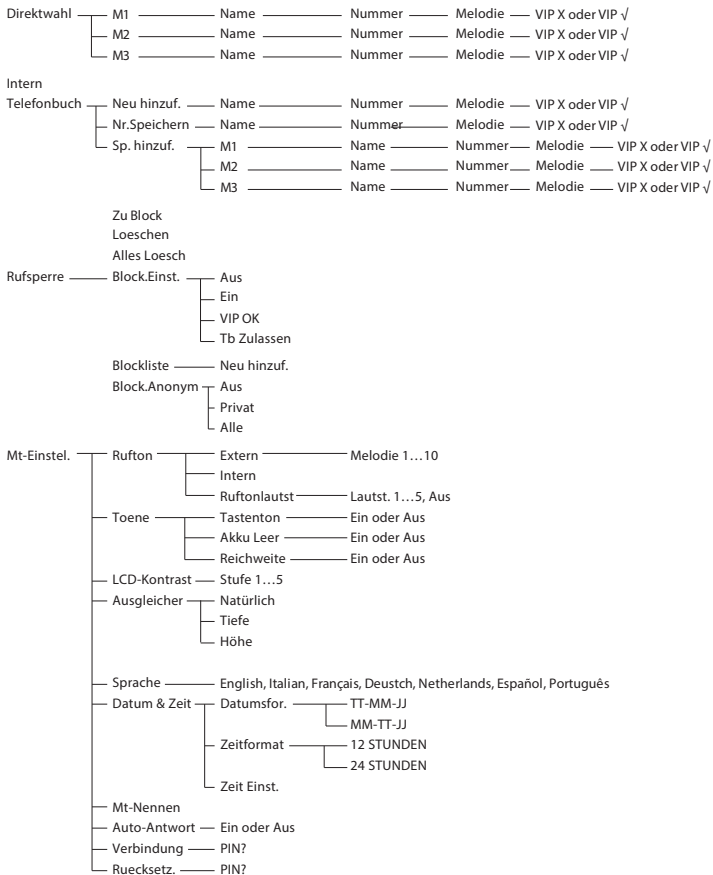 Direktwahl M1 Name Nummer Melodie VIP X oder VIP √
M2 Name Nummer Melodie VIP X oder VIP √
M3 Name Nummer Melodie VIP X oder VIP √
Intern
Telefonbuch Neu hinzuf. Name Nummer Melodie VIP X oder VIP √
Nr.Speichern Name Nummer Melodie VIP X oder VIP √
Sp. hinzuf. M1 Name Nummer Melodie VIP X oder VIP √
M2 Name Nummer Melodie VIP X oder VIP √
M3 Name Nummer Melodie VIP X oder VIP √
Zu Block
Loeschen
Alles Loesch
Rufsperre Block.Einst. Aus
Ein
VIP OK
Tb Zulassen
Blockliste Neu hinzuf.
Block.Anonym Aus
Privat
Alle
Mt-Einstel. Rufton Extern Melodie 1...10
Intern
Ruftonlautst Lautst. 1...5, Aus
Toene Tastenton Ein oder Aus
Akku Leer Ein oder Aus
Reichweite Ein oder Aus
LCD-Kontrast Stufe 1...5
Ausgleicher Natürlich
Tiefe
Höhe
Sprache English, Italian, Français, Deustch, Netherlands, Español, Português
Datum & Zeit Datumsfor. TT-MM-JJ
MM-TT-JJ
Zeitformat 12 STUNDEN
24 STUNDEN
Zeit Einst.
Mt-Nennen
Auto-Antwort Ein oder Aus
Verbindung PIN?
Ruecksetz. PIN?